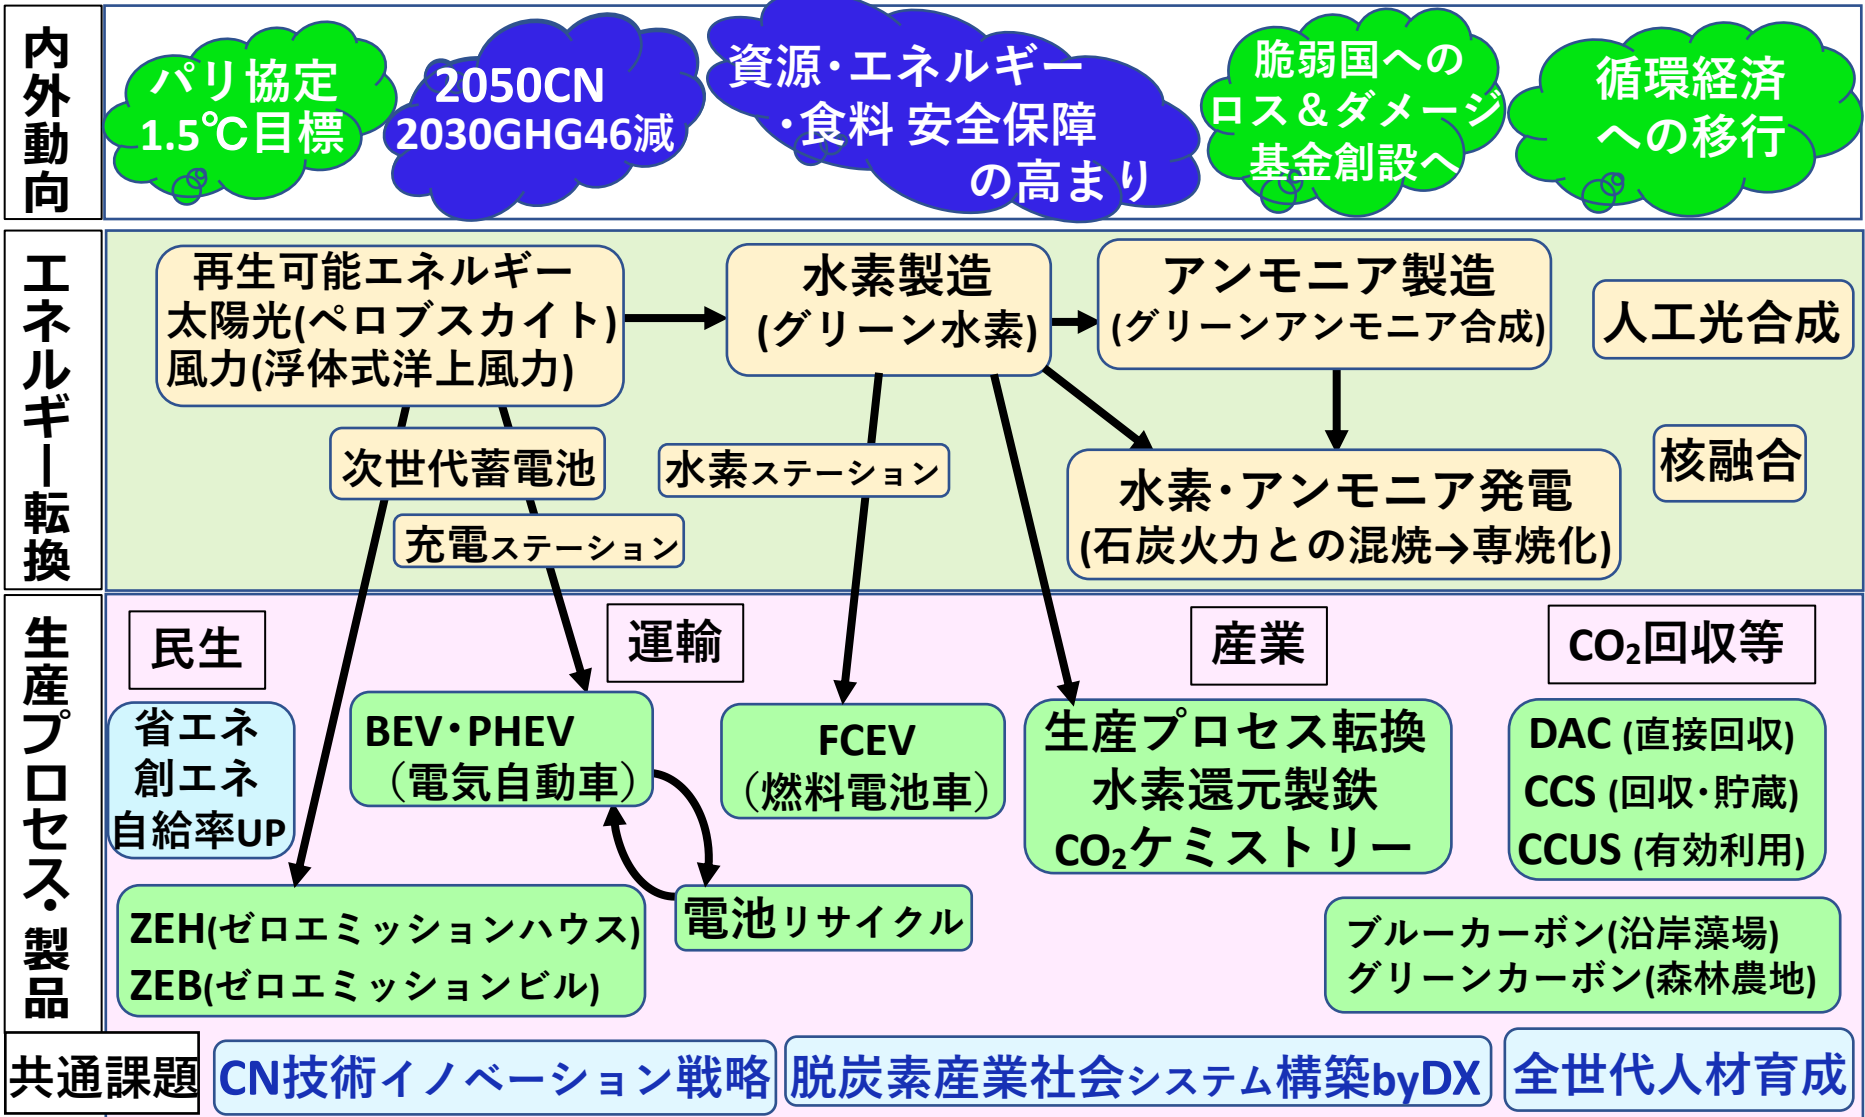 内外動向
パリ協定
1.5℃目標
2050CN
2030GHG46減
資源・エネルギー
・食料 安全保障
の高まり
脆弱国への
ロス＆ダメージ
基金創設へ
循環経済
への移行
エネルギー転換
再生可能エネルギー
太陽光(ペロブスカイト)
風力(浮体式洋上風力)
水素製造
(グリーン水素)
アンモニア製造
(グリーンアンモニア合成)
人工光合成
次世代蓄電池
水素ステーション
充電ステーション
水素・アンモニア発電
(石炭火力との混焼→専焼化)
核融合
生産プロセス・製品
民生
運輸
産業
CO₂回収等
省エネ
創エネ
自給率UP
BEV・PHEV
（電気自動車）
FCEV
（燃料電池車）
生産プロセス転換
水素還元製鉄
CO₂ケミストリー
DAC (直接回収)
CCS (回収・貯蔵)
CCUS (有効利用)
ZEH(ゼロエミッションハウス)
ZEB(ゼロエミッションビル)
電池リサイクル
ブルーカーボン(沿岸藻場)
グリーンカーボン(森林農地)
共通課題
CN技術イノベーション戦略
脱炭素産業社会システム構築byDX
全世代人材育成